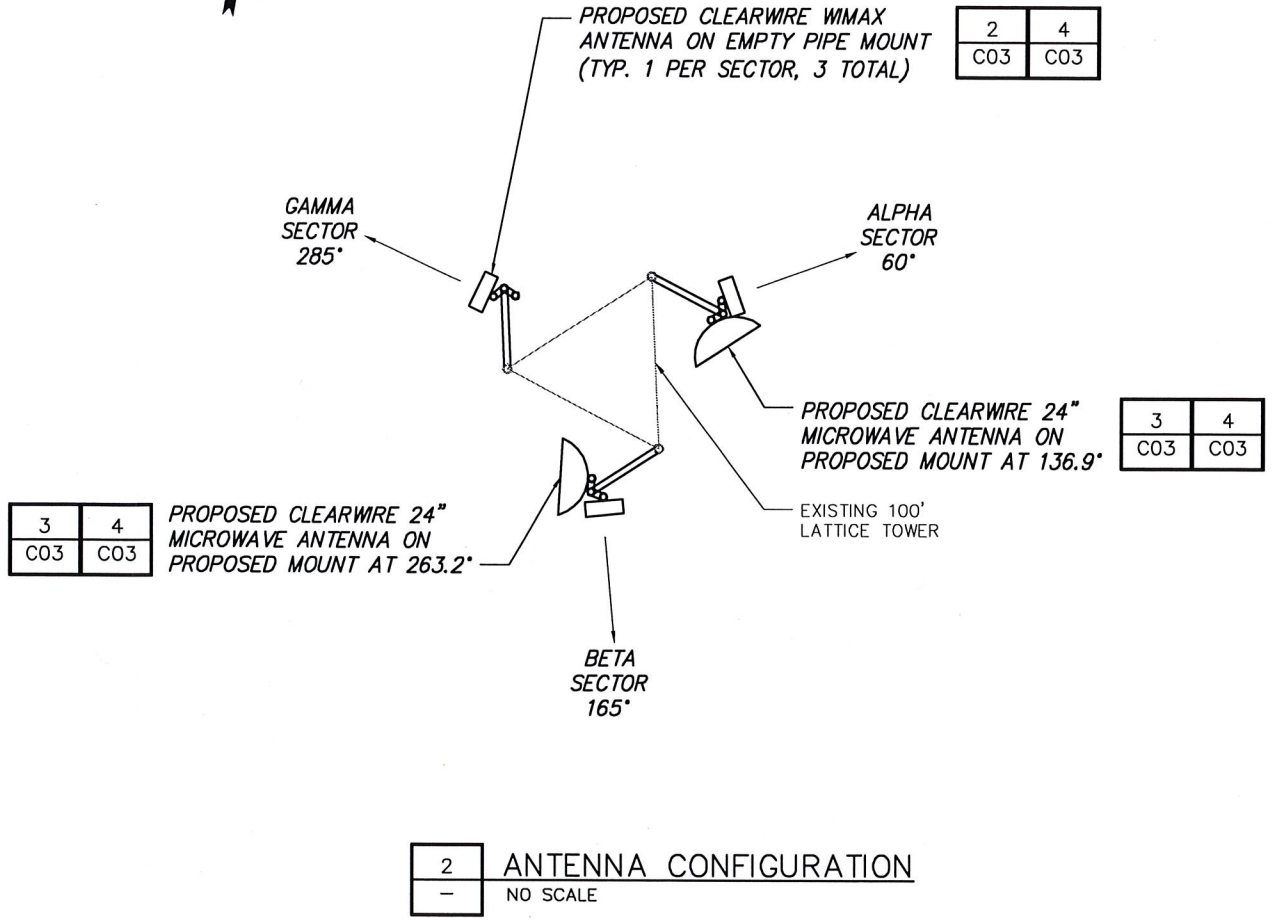 PROPOSED CLEARWIRE WIMAX
ANTENNA ON EMPTY PIPE MOUNT
(TYP. 1 PER SECTOR, 3 TOTAL)
2 4
C03 C03
GAMMA
SECTOR
285°
ALPHA
SECTOR
60°
PROPOSED CLEARWIRE 24"
MICROWAVE ANTENNA ON
PROPOSED MOUNT AT 136.9°
3 4
C03 C03
EXISTING 100'
LATTICE TOWER
3 4
C03 C03
PROPOSED CLEARWIRE 24"
MICROWAVE ANTENNA ON
PROPOSED MOUNT AT 263.2°
BETA
SECTOR
165°
2
–
ANTENNA CONFIGURATION
NO SCALE